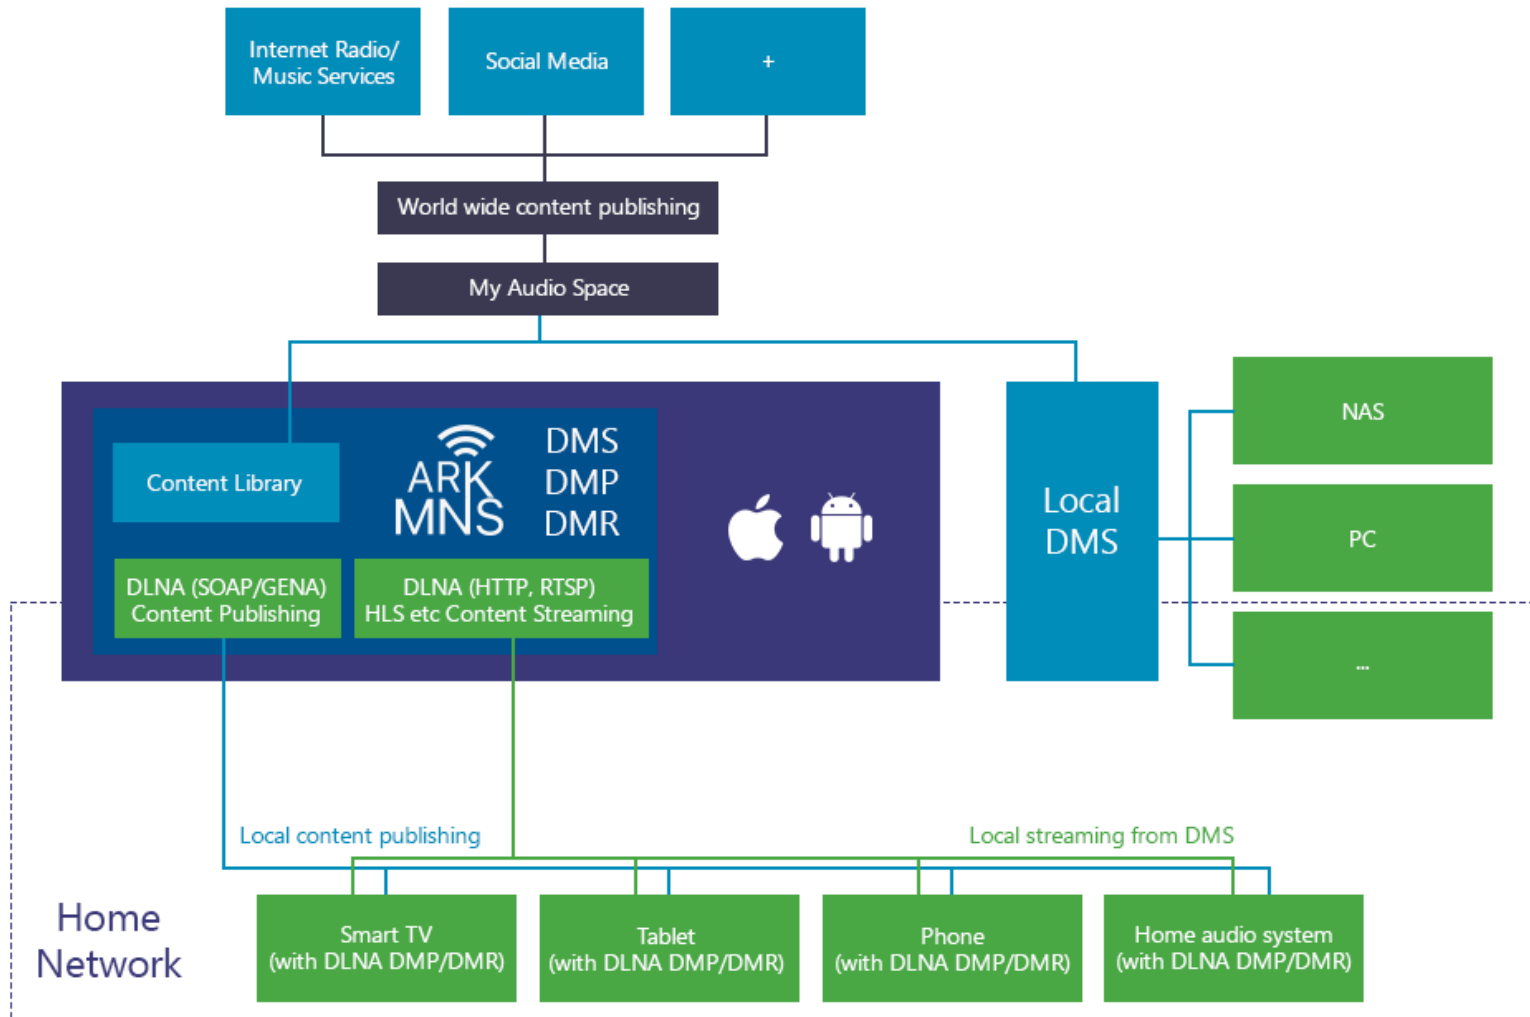 Internet Radio/
Music Services
Social Media
+
World wide content publishing
My Audio Space
Content Library
ARK
MNS
DMS
DMP
DMR
DLNA (SOAP/GENA)
Content Publishing
DLNA (HTTP, RTSP)
HLS etc Content Streaming
Local
DMS
NAS
PC
...
Local content publishing
Local streaming from DMS
Home
Network
Smart TV
(with DLNA DMP/DMR)
Tablet
(with DLNA DMP/DMR)
Phone
(with DLNA DMP/DMR)
Home audio system
(with DLNA DMP/DMR)